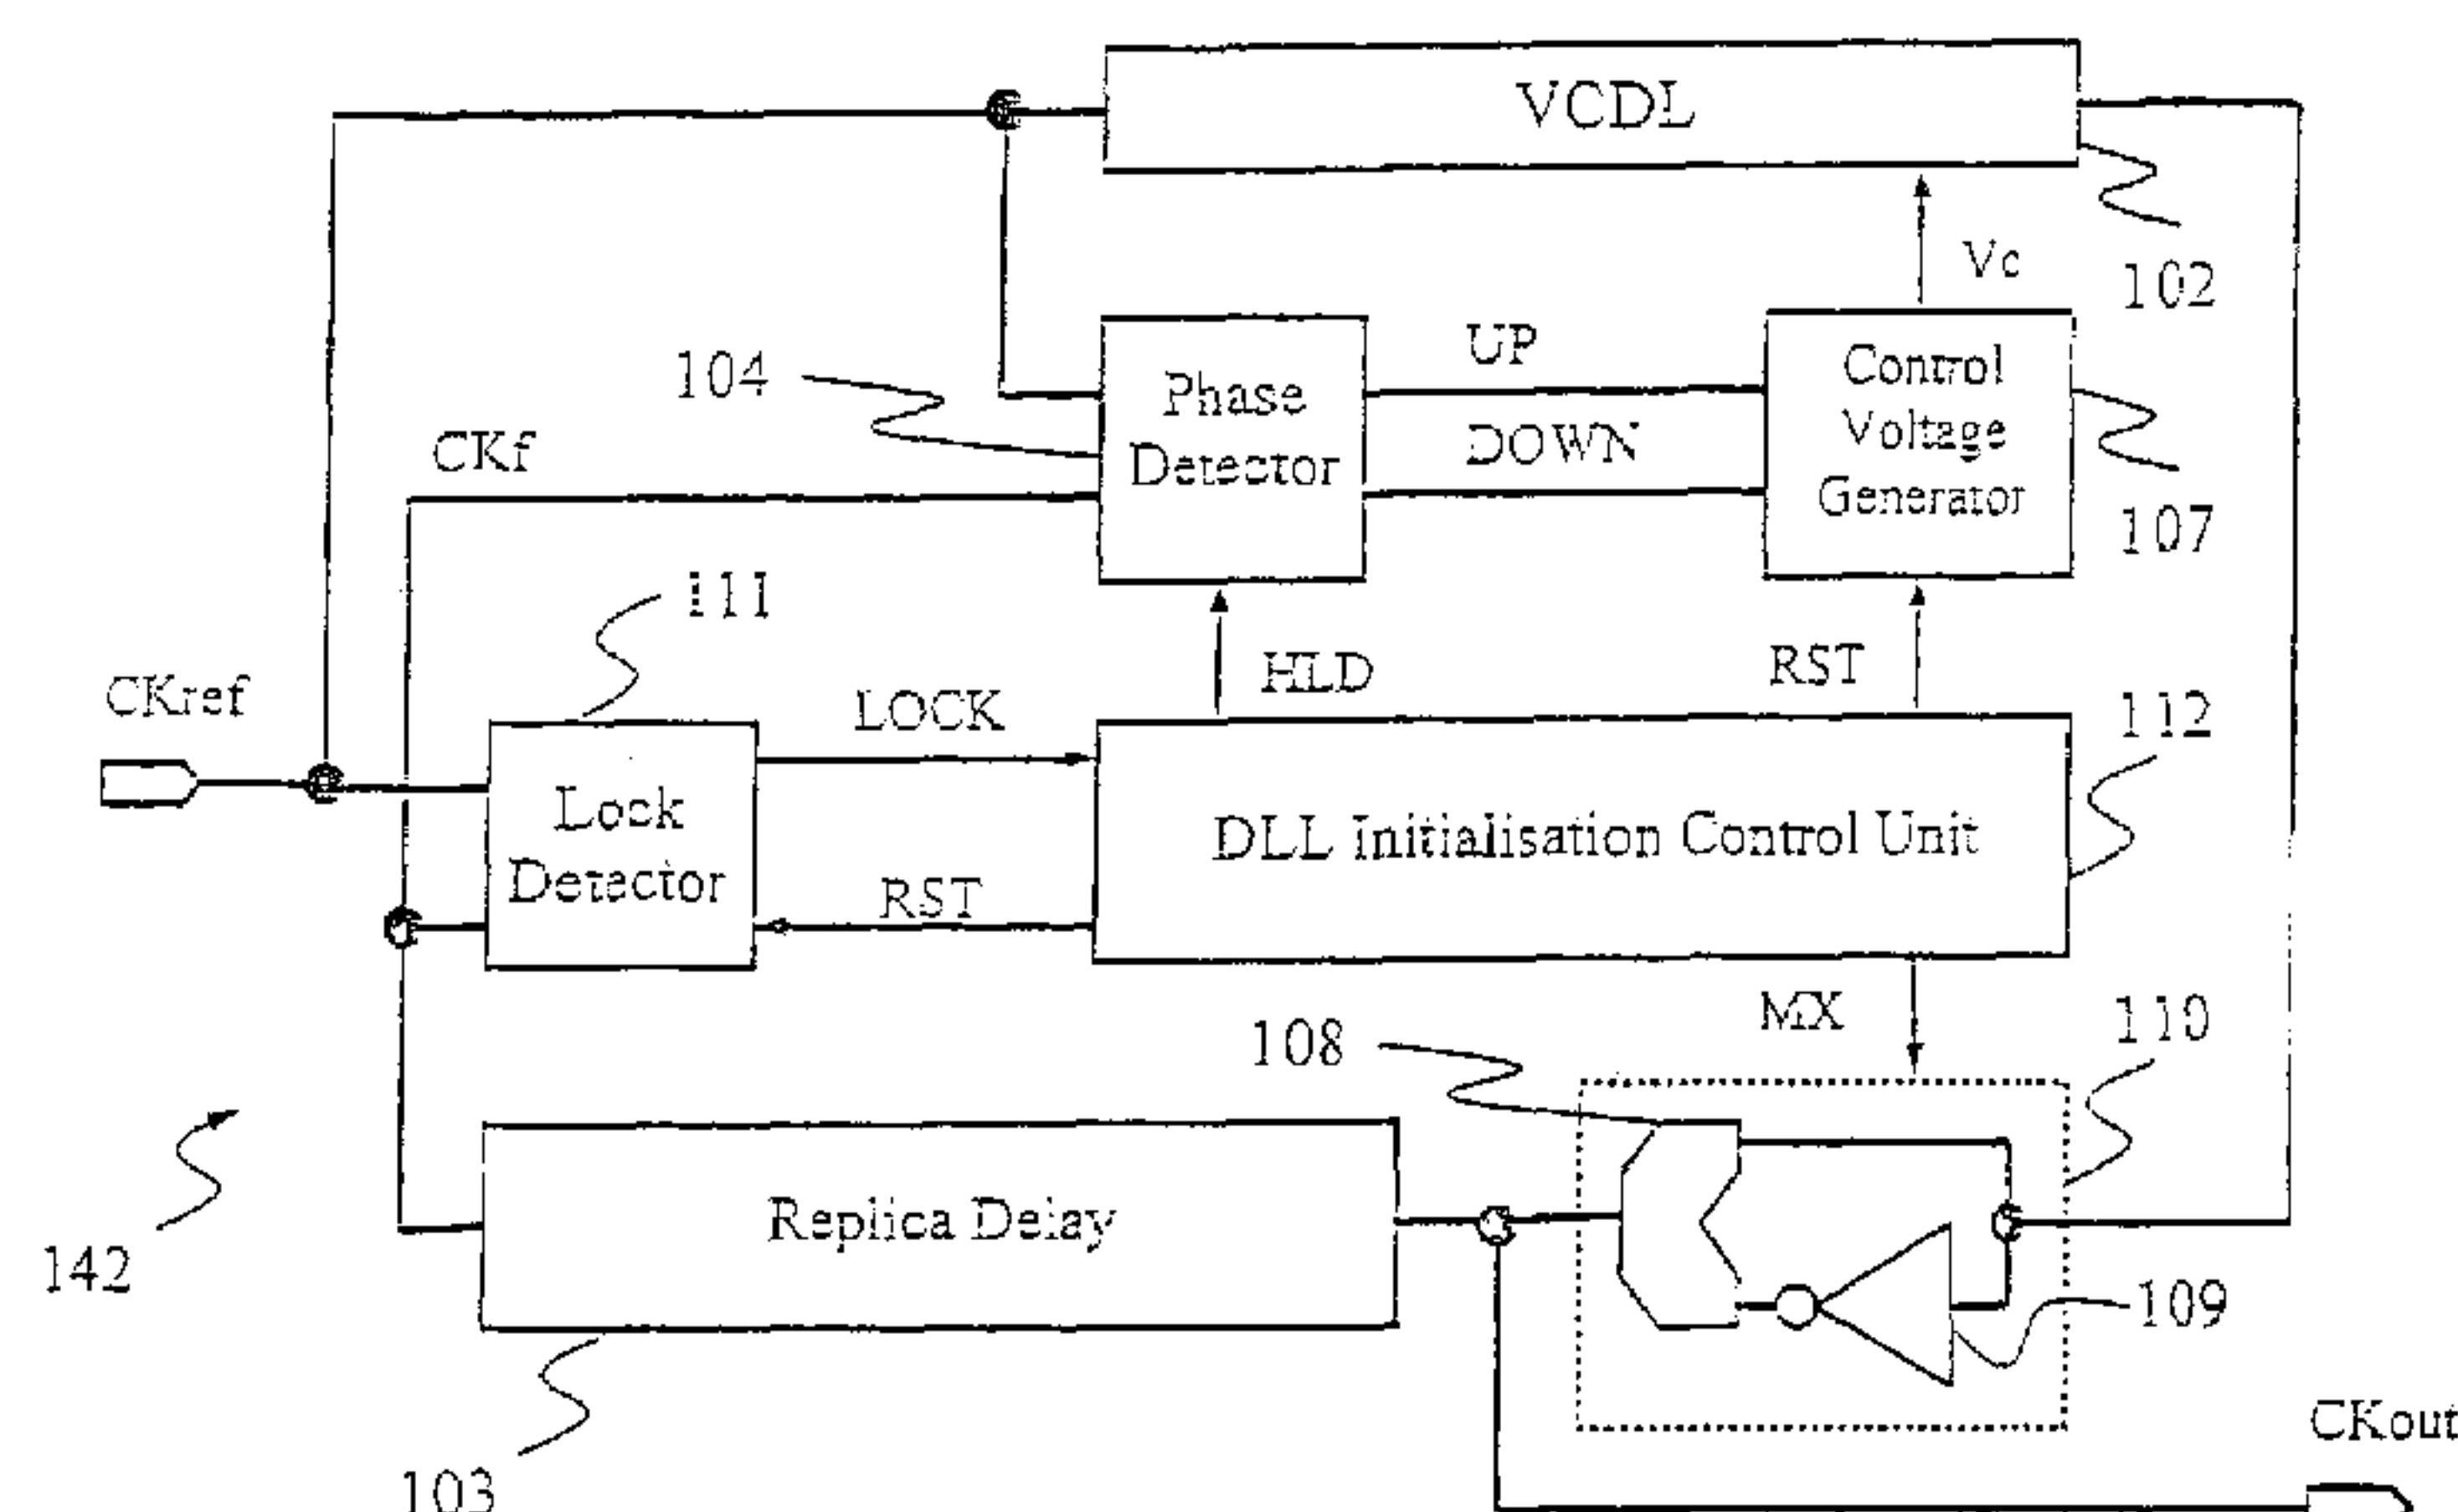 VCDL
Vc
102
104
Phase
Detector
UP
DOWN
Control
Voltage
Generator
107
CKf
111
HLD
RST
CKref
LOCK
112
Lock
Detector
DLL Initialisation Control Unit
RST
MX
110
108
Replica Delay
142
109
CKout
103